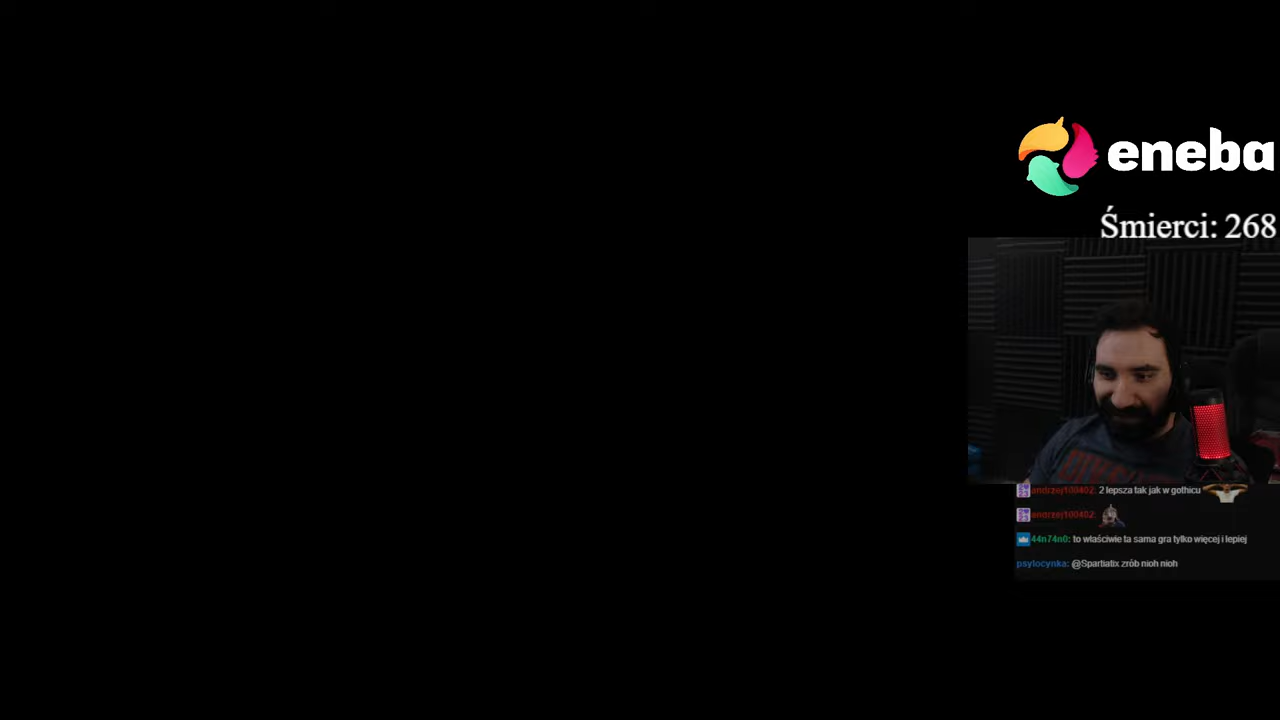 eneba
Śmierci: 268
andrzej100402: 2 lepsza tak jak w gothicu
andrzej100402:
44n74n0: to właściwie ta sama gra tylko więcej i lepiej
psylocynka: @Spartiatix zrób nioh nioh